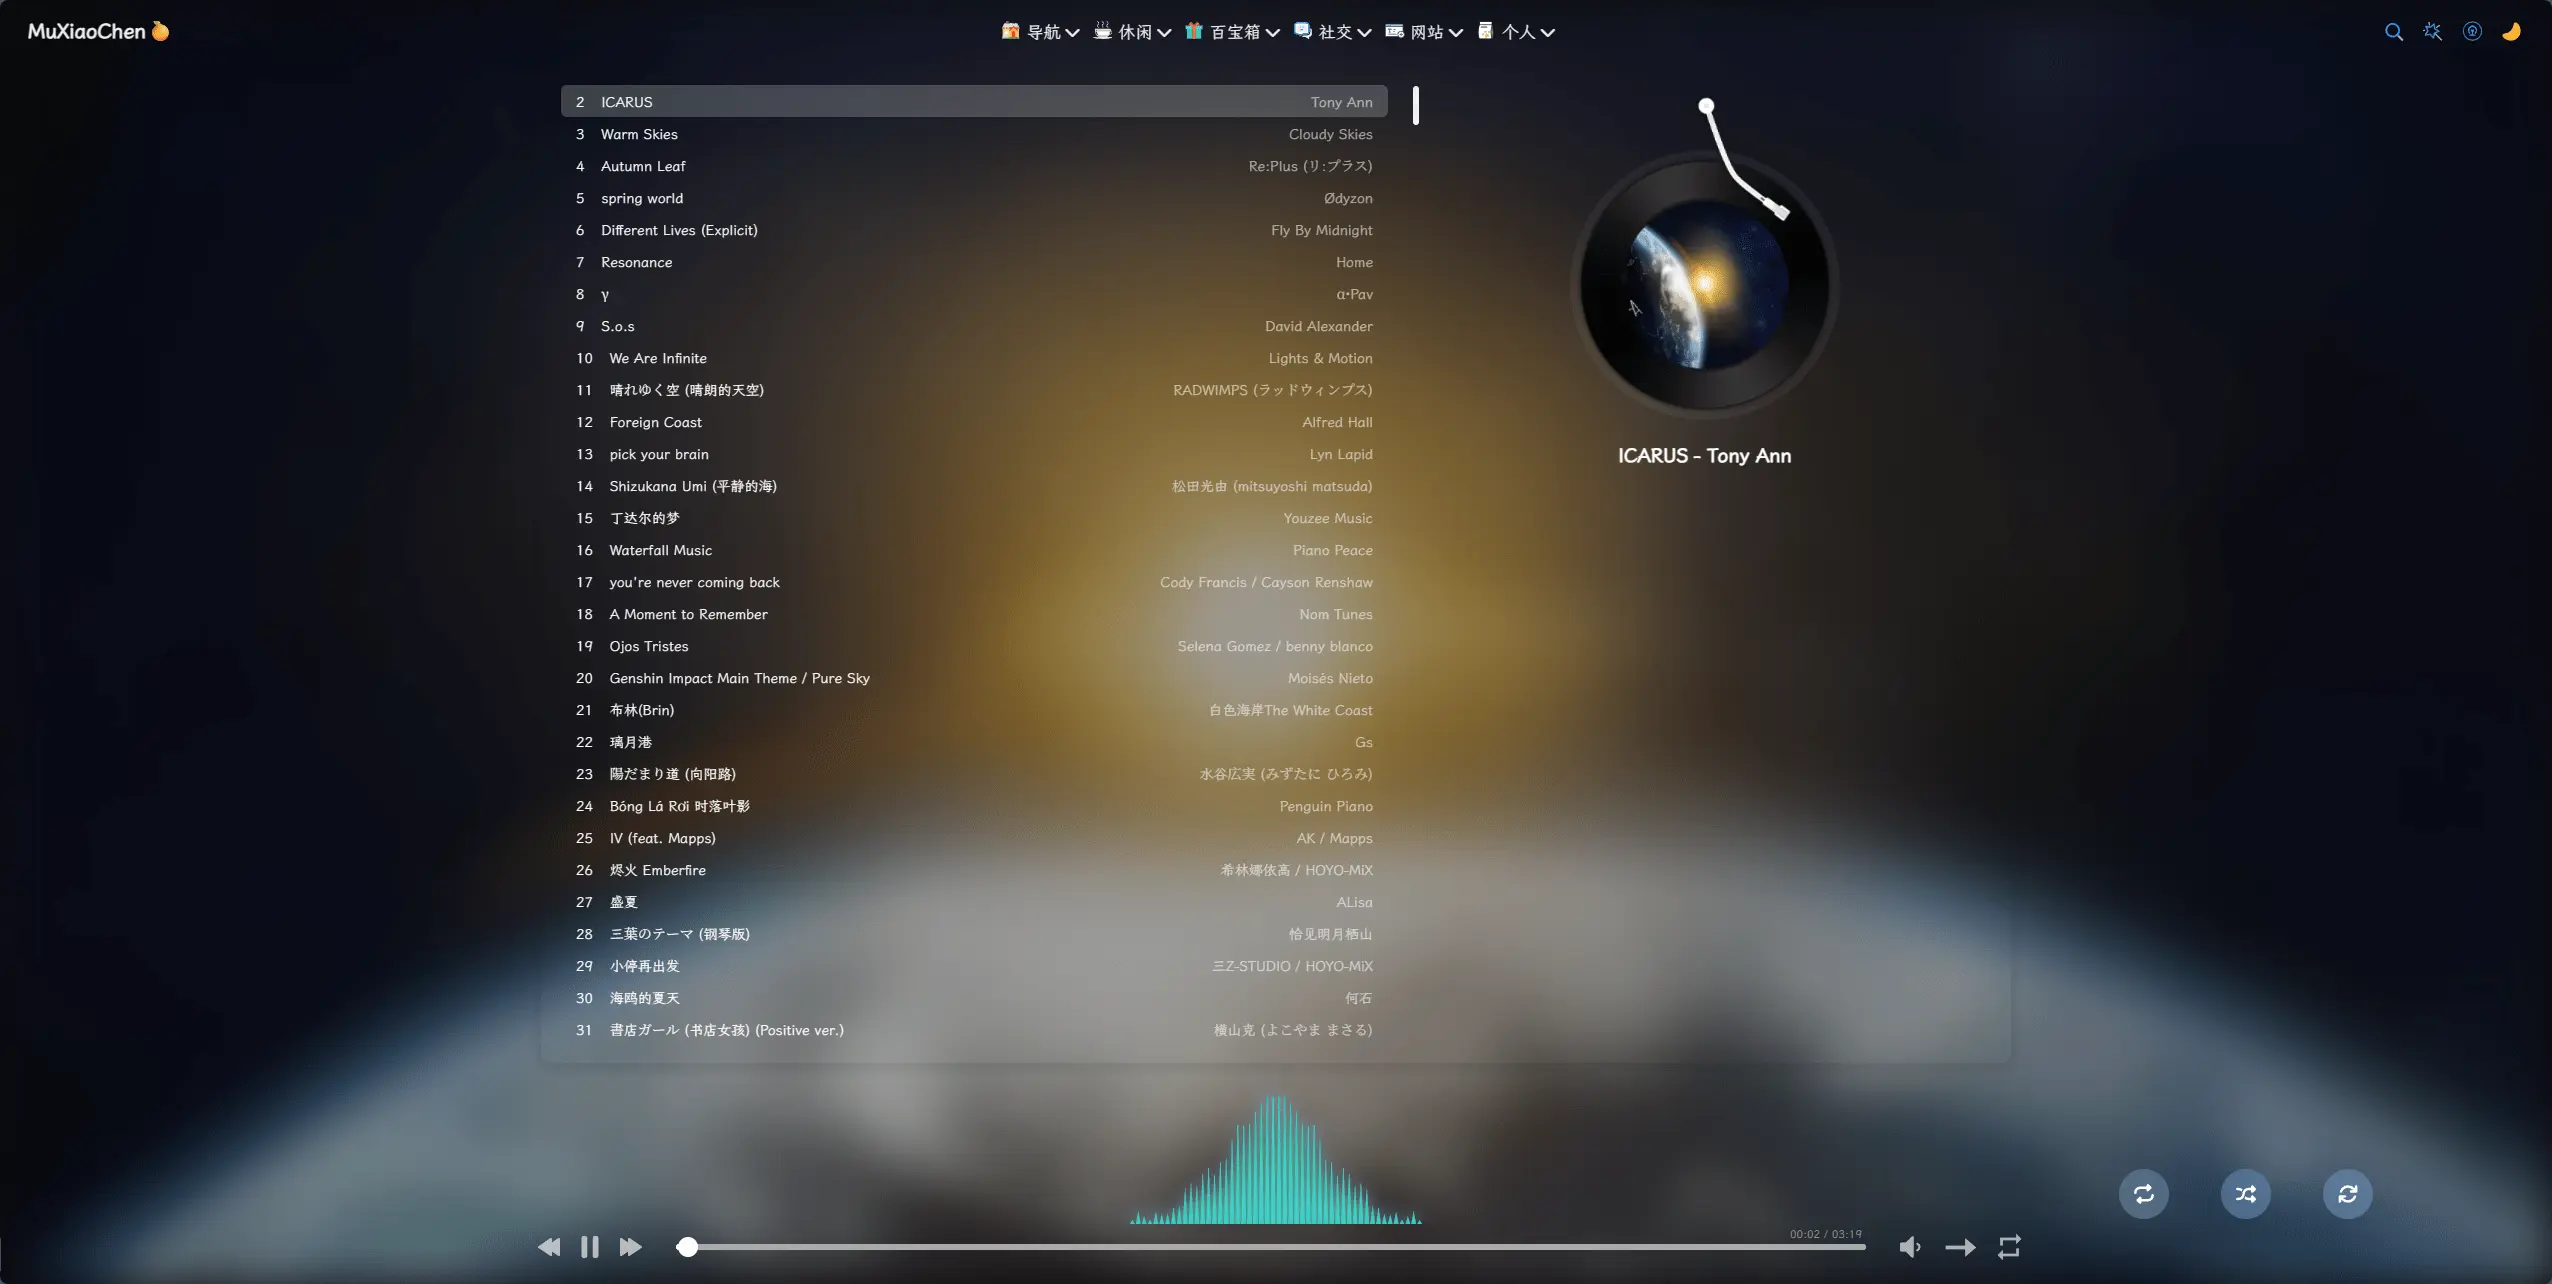 MuXiaoChen
导航 休闲 百宝箱 社交 网站 个人
2 ICARUS Tony Ann
3 Warm Skies Cloudy Skies
4 Autumn Leaf Re:Plus (リ:プラス)
5 spring world Ødyzon
6 Different Lives (Explicit) Fly By Midnight
7 Resonance Home
8 γ α·Pav
9 S.o.s David Alexander
10 We Are Infinite Lights & Motion
11 晴れゆく空 (晴朗的天空) RADWIMPS (ラッドウィンプス)
12 Foreign Coast Alfred Hall
13 pick your brain Lyn Lapid
14 Shizukana Umi (平静的海) 松田光由 (mitsuyoshi matsuda)
15 丁达尔的梦 Youzee Music
16 Waterfall Music Piano Peace
17 you're never coming back Cody Francis / Cayson Renshaw
18 A Moment to Remember Nom Tunes
19 Ojos Tristes Selena Gomez / benny blanco
20 Genshin Impact Main Theme / Pure Sky Moisés Nieto
21 布林(Brin) 白色海岸The White Coast
22 璃月港 Gs
23 陽だまり道 (向阳路) 水谷広実 (みずたに ひろみ)
24 Bóng Lá Rơi 时落叶影 Penguin Piano
25 IV (feat. Mapps) AK / Mapps
26 烬火 Emberfire 希林娜依高 / HOYO-MiX
27 盛夏 ALisa
28 三葉のテーマ (钢琴版) 恰见明月栖山
29 小停再出发 三Z-STUDIO / HOYO-MiX
30 海鸥的夏天 何石
31 書店ガール (书店女孩) (Positive ver.) 横山克 (よこやま まさる)
ICARUS - Tony Ann
00:02 / 03:19